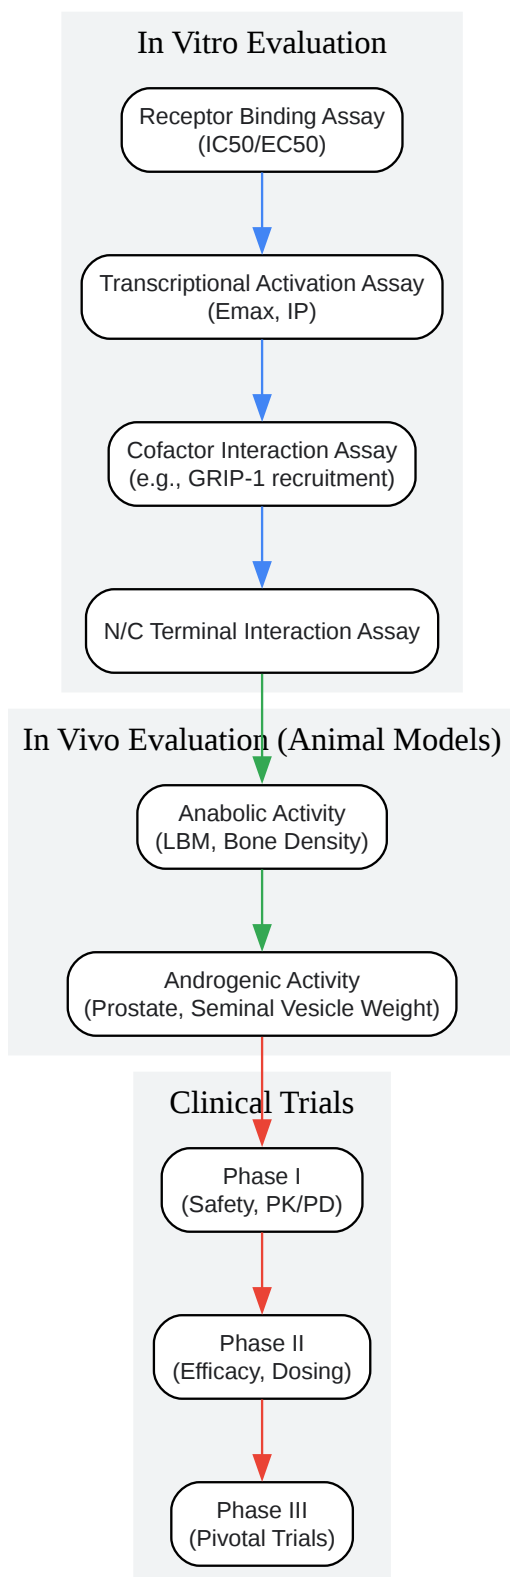 In Vitro Evaluation
Receptor Binding Assay
(IC50/EC50)
Transcriptional Activation Assay
(Emax, IP)
Cofactor Interaction Assay
(e.g., GRIP-1 recruitment)
N/C Terminal Interaction Assay
In Vivo Evaluation (Animal Models)
Anabolic Activity
(LBM, Bone Density)
Androgenic Activity
(Prostate, Seminal Vesicle Weight)
Clinical Trials
Phase I
(Safety, PK/PD)
Phase II
(Efficacy, Dosing)
Phase III
(Pivotal Trials)